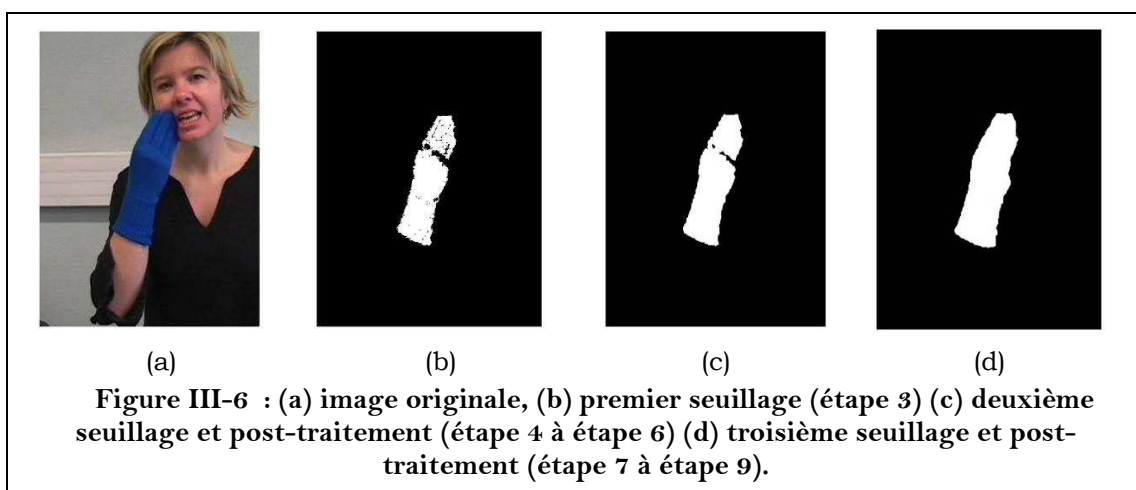 (a) (b) (c) (d)
Figure III-6 : (a) image originale, (b) premier seuillage (étape 3) (c) deuxième
seuillage et post-traitement (étape 4 à étape 6) (d) troisième seuillage et post-
traitement (étape 7 à étape 9).